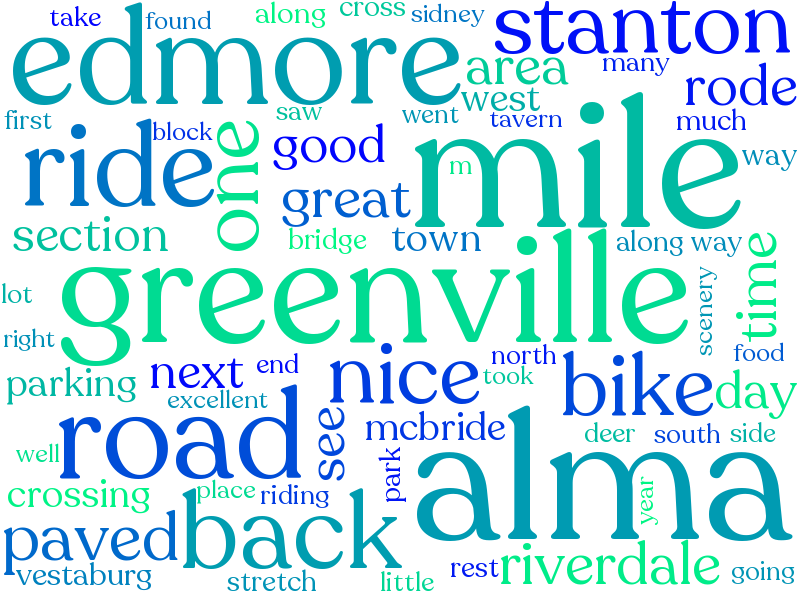 take
found
along
cross
sidney
stanton
edmore
area
many
rode
first
block
saw
west
went
tavern
much
ride
one
good
mile
m
way
great
section
bridge
town
along way
time
greenville
lot
scenery
right
food
parking
next
end
nice
north
took
bike
day
excellent
road
see
mcbride
deer
south
side
well
park
alma
crossing
place
riding
year
back
paved
vestaburg
stretch
little
rest
riverdale
going